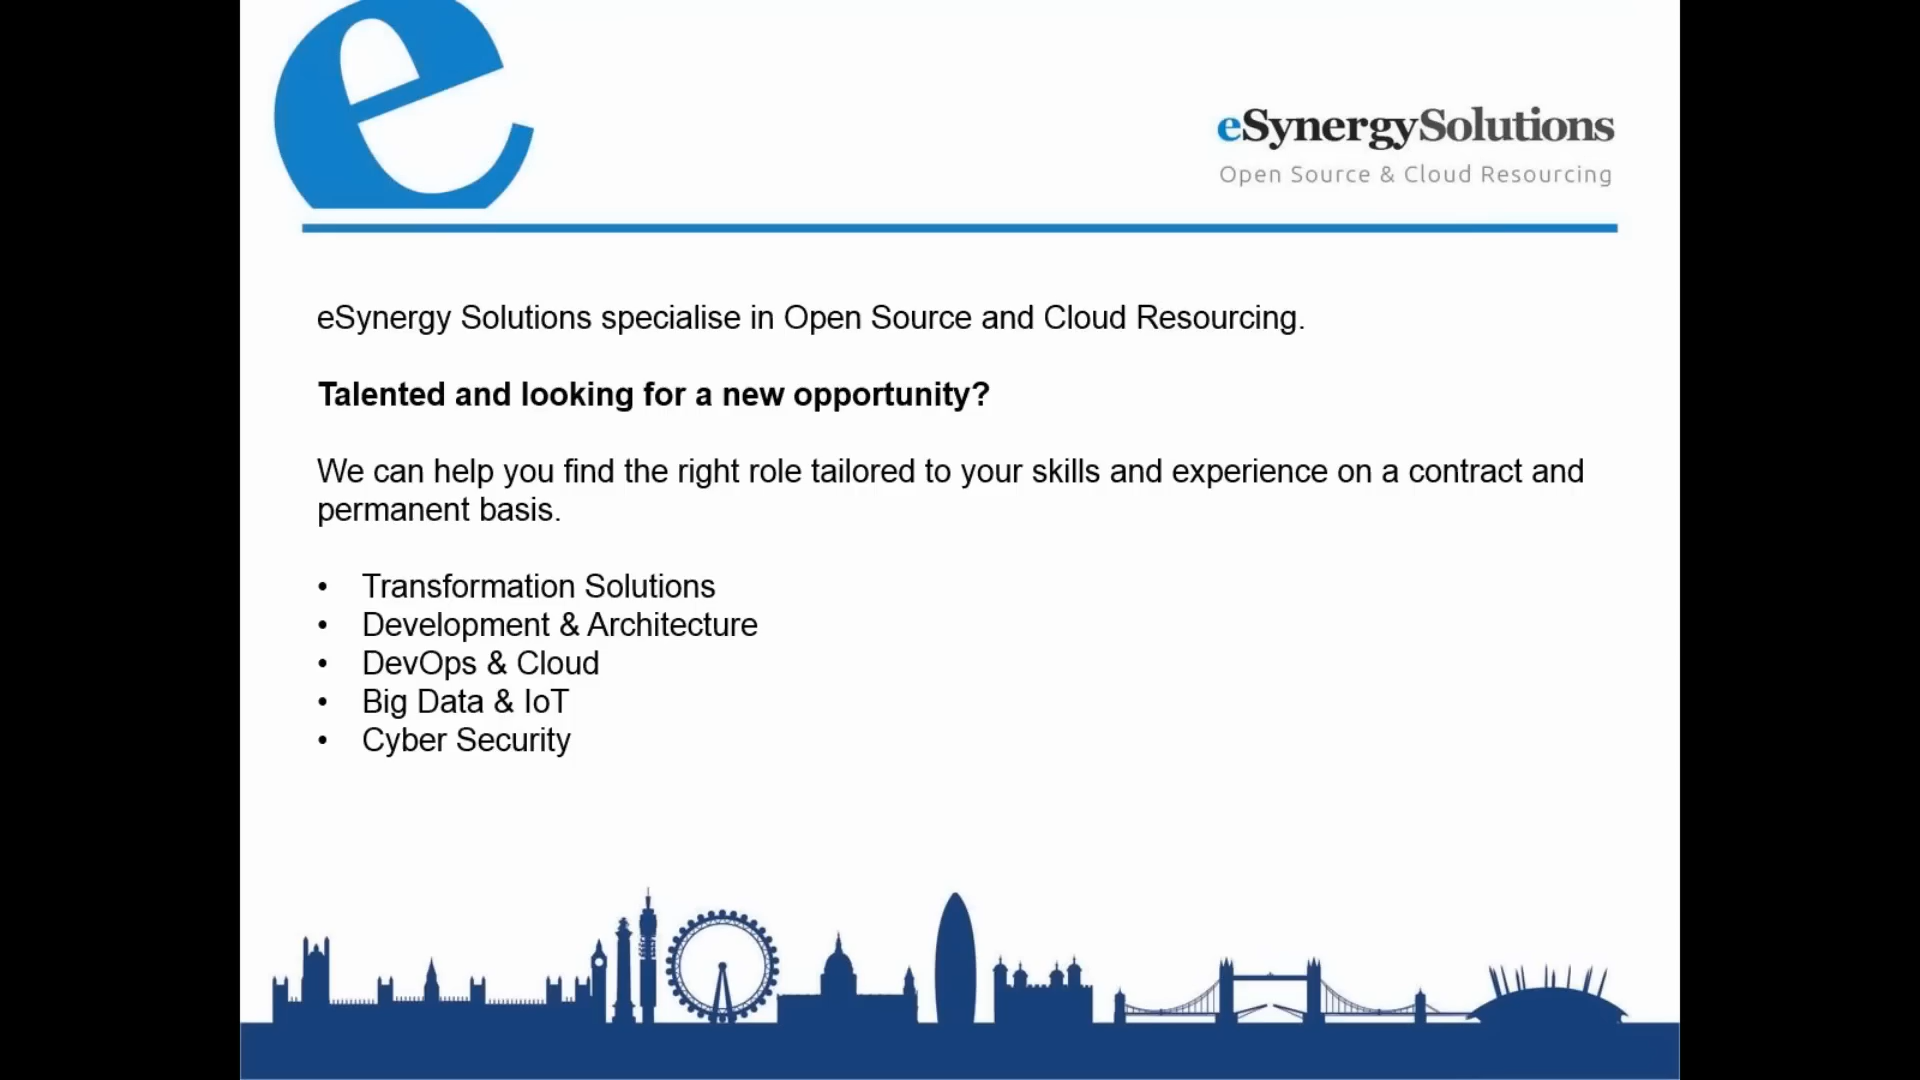 eSynergySolutions
Open Source & Cloud Resourcing
eSynergy Solutions specialise in Open Source and Cloud Resourcing.
Talented and looking for a new opportunity?
We can help you find the right role tailored to your skills and experience on a contract and
permanent basis.
• Transformation Solutions
• Development & Architecture
• DevOps & Cloud
• Big Data & IoT
• Cyber Security